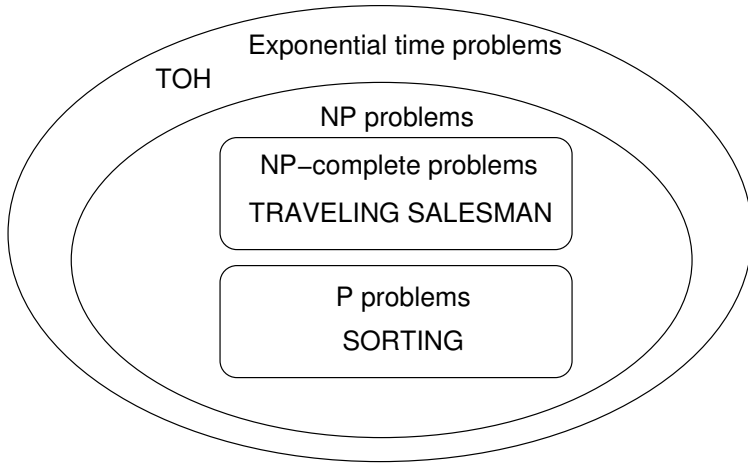 Exponential time problems
TOH
NP problems
NP−complete problems
TRAVELING SALESMAN
P problems
SORTING